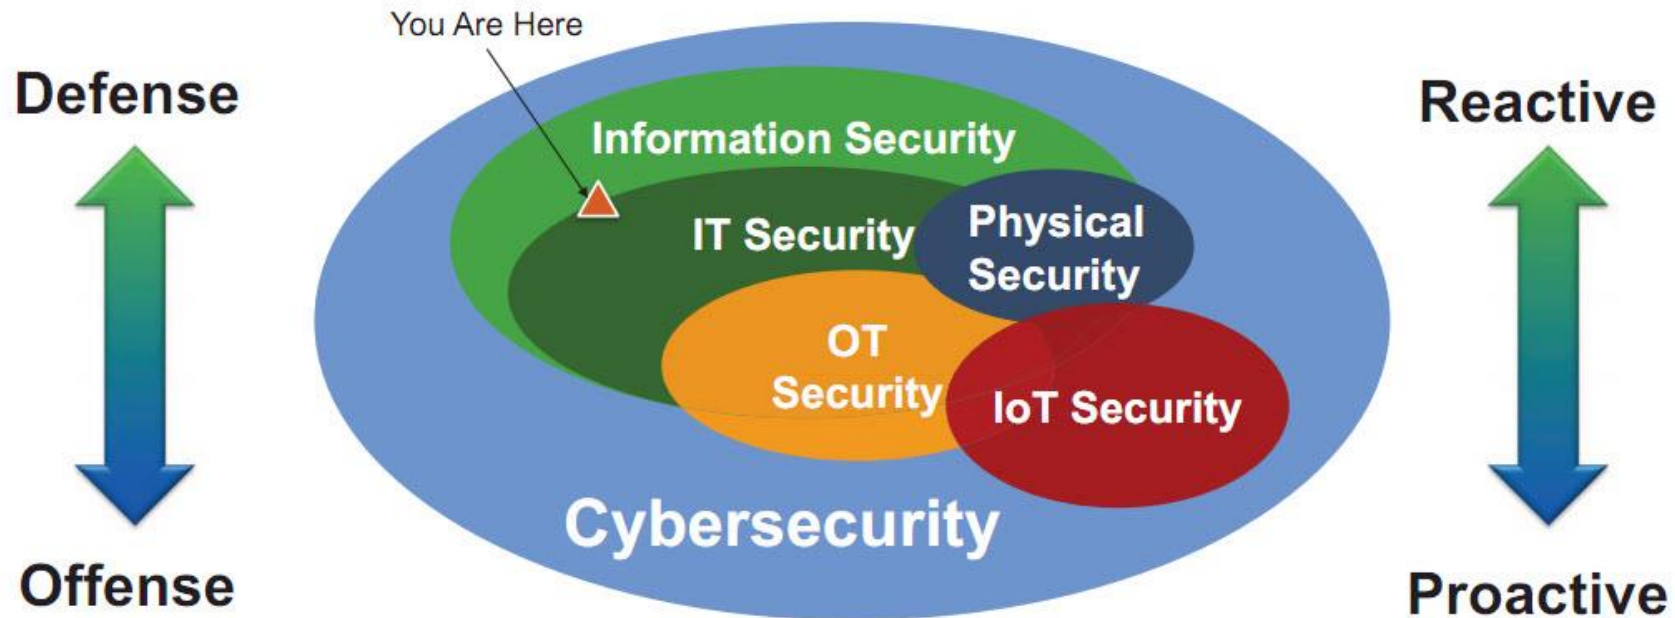 You Are Here
Defense
Reactive
Information Security
IT Security
Physical
Security
OT
Security
IoT Security
Cybersecurity
Offense
Proactive